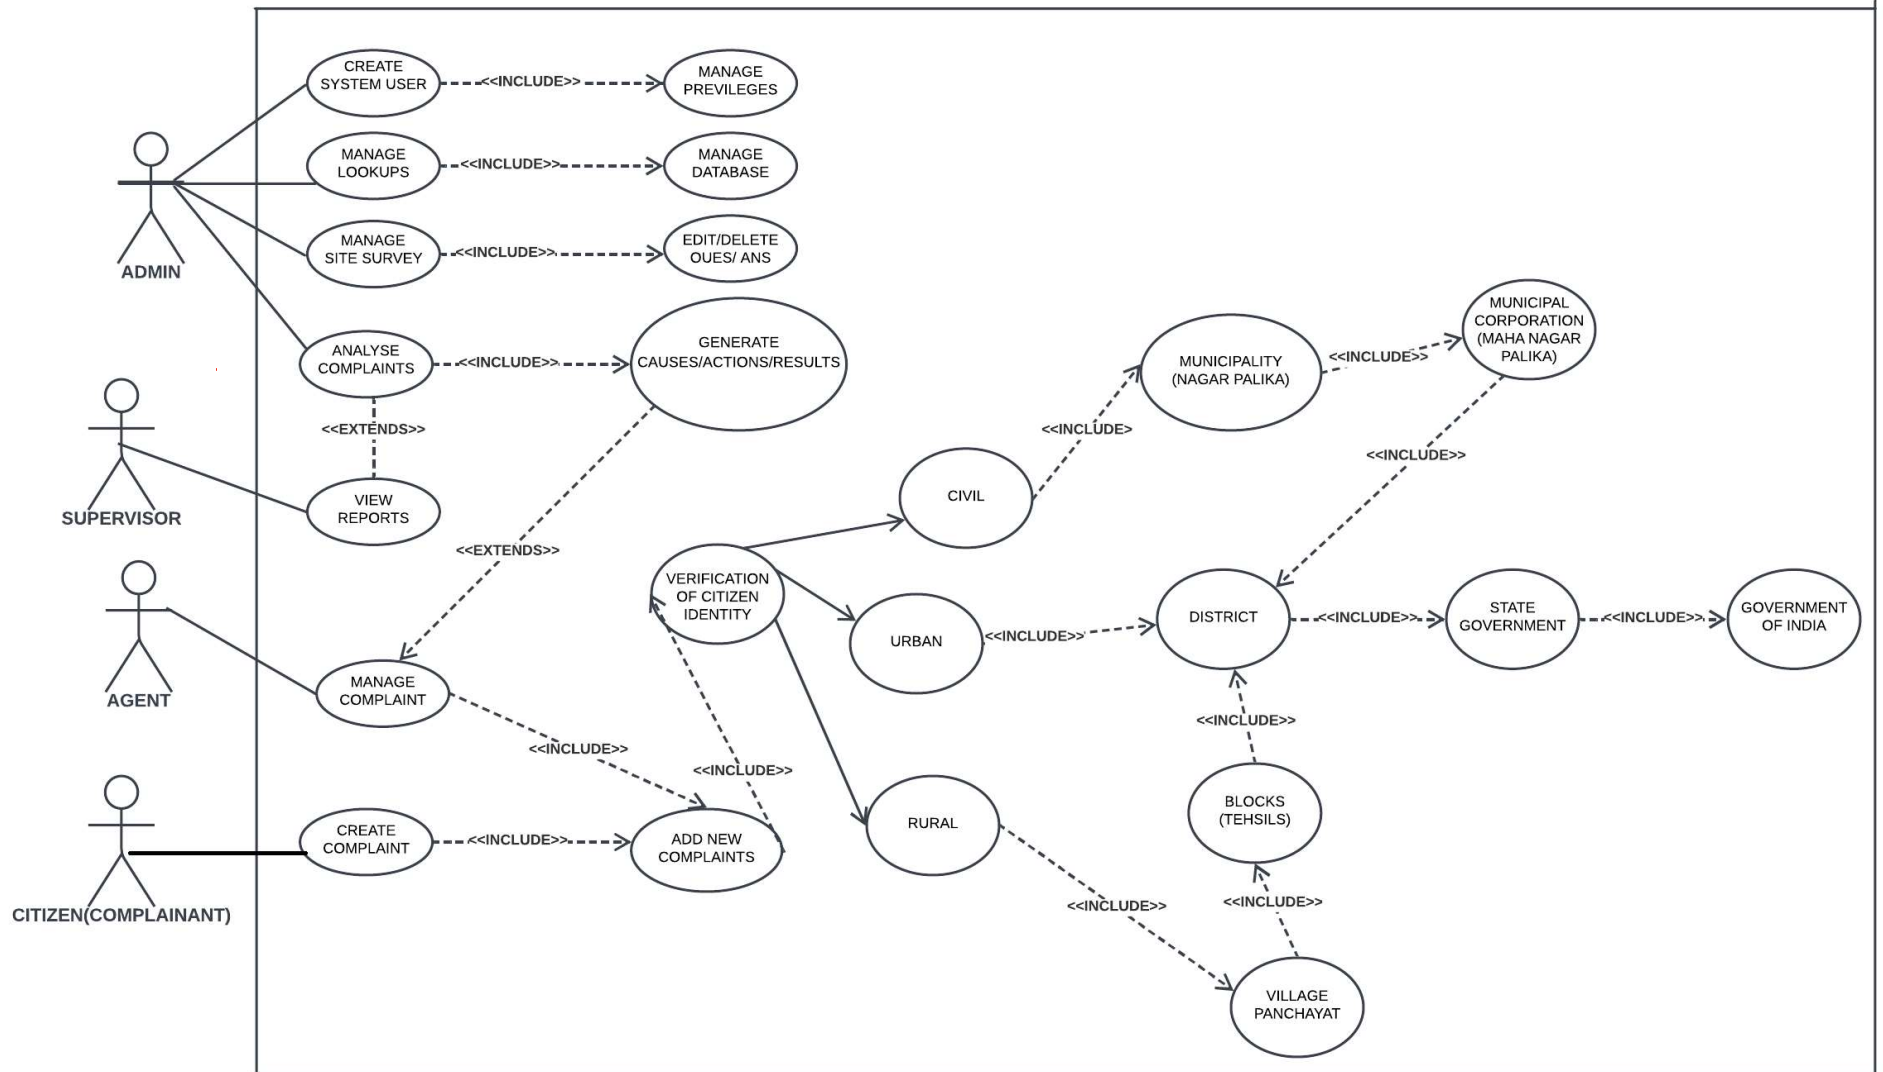 CREATE
SYSTEM USER
<<INCLUDE>>
MANAGE
PREVILEGES
MANAGE
LOOKUPS
<<INCLUDE>>
MANAGE
DATABASE
ADMIN
MANAGE
SITE SURVEY
<<INCLUDE>>
EDIT/DELETE
OUES/ ANS
ANALYSE
COMPLAINTS
<<INCLUDE>>
GENERATE
CAUSES/ACTIONS/RESULTS
MUNICIPALITY
(NAGAR PALIKA)
<<INCLUDE>>
MUNICIPAL
CORPORATION
(MAHA NAGAR
PALIKA)
<<EXTENDS>>
<<INCLUDE>
<<INCLUDE>>
SUPERVISOR
VIEW
REPORTS
CIVIL
<<EXTENDS>>
VERIFICATION
OF CITIZEN
IDENTITY
URBAN
<<INCLUDE>>
DISTRICT
<<INCLUDE>>
STATE
GOVERNMENT
<<INCLUDE>>
GOVERNMENT
OF INDIA
AGENT
MANAGE
COMPLAINT
<<INCLUDE>>
<<INCLUDE>>
<<INCLUDE>>
CREATE
COMPLAINT
<<INCLUDE>>
ADD NEW
COMPLAINTS
RURAL
BLOCKS
(TEHSILS)
CITIZEN(COMPLAINANT)
<<INCLUDE>>
<<INCLUDE>>
VILLAGE
PANCHAYAT